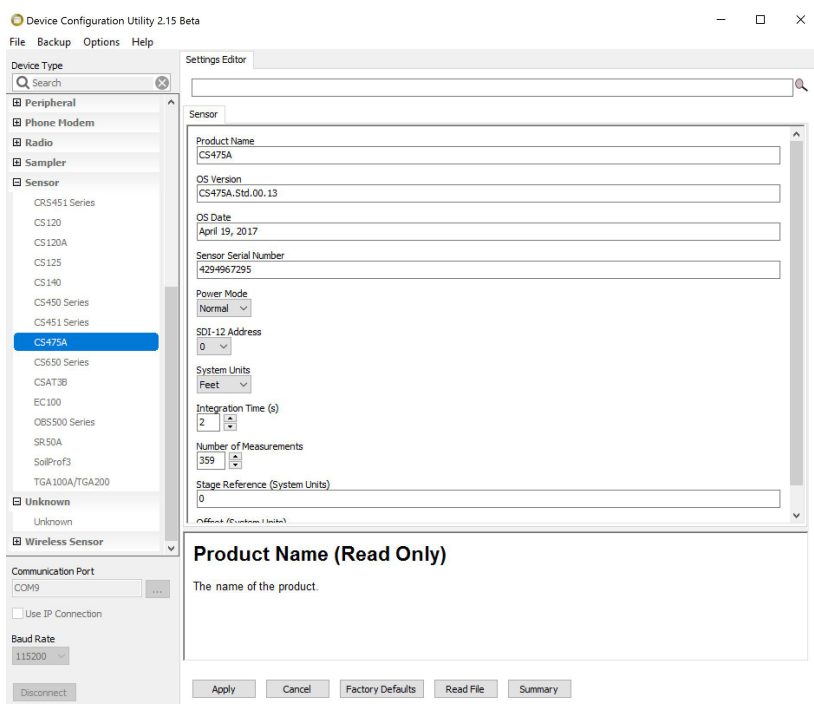 Device Configuration Utility 2.15 Beta
File Backup Options Help
Device Type
Search
Peripheral
Phone Modem
Radio
Sampler
Sensor
CRS451 Series
CS120
CS120A
CS125
CS140
CS450 Series
CS451 Series
CS475A
CS650 Series
CSAT3B
EC100
OBS500 Series
SR50A
SoilProf3
TGA100A/TGA200
Unknown
Unknown
Wireless Sensor
Communication Port
COM9
...
Use IP Connection
Baud Rate
115200
Disconnect
Settings Editor
Sensor
Product Name
CS475A
OS Version
CS475A.Std.00.13
OS Date
April 19, 2017
Sensor Serial Number
4294967295
Power Mode
Normal
SDI-12 Address
0
System Units
Feet
Integration Time (s)
2
Number of Measurements
359
Stage Reference (System Units)
0
Offset (System Units)
Product Name (Read Only)
The name of the product.
Apply Cancel Factory Defaults Read File Summary